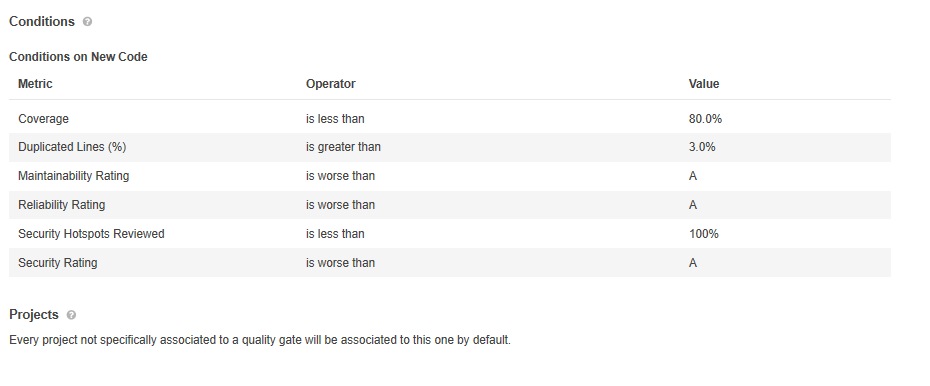 Conditions ?
Conditions on New Code
Metric Operator Value
Coverage is less than 80.0%
Duplicated Lines (%) is greater than 3.0%
Maintainability Rating is worse than A
Reliability Rating is worse than A
Security Hotspots Reviewed is less than 100%
Security Rating is worse than A
Projects ?
Every project not specifically associated to a quality gate will be associated to this one by default.